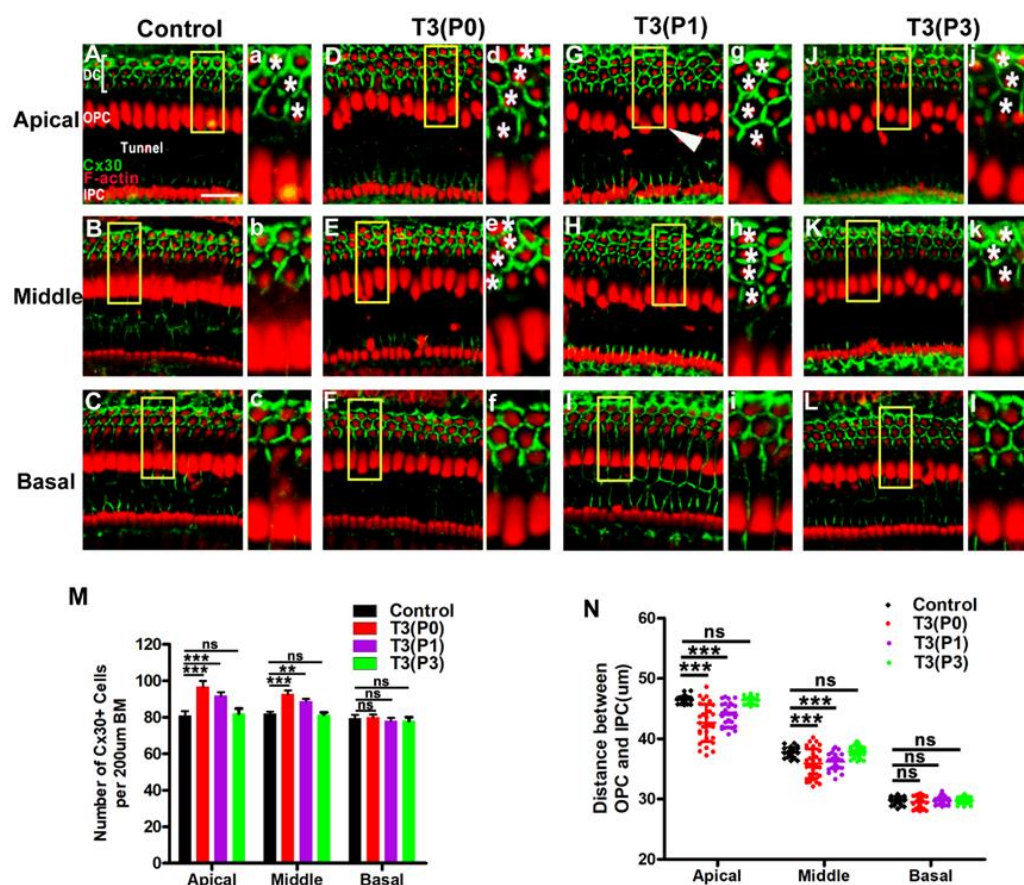 Control T3(P0) T3(P1) T3(P3)
Apical
A a D d G g J j
DC
OPC
Tunnel
Cx30
F-actin
IPC
* * * * * * * * * * *
Middle
B b E e H h K k
* * * * * * * * * * * *
Basal
C c F f I i L l
M
Control
T3(P0)
T3(P1)
T3(P3)
Number of Cx30+ Cells
per 200um BM
120
100
80
60
40
20
0
ns
***
***
ns
**
***
ns
ns
ns
Apical Middle Basal
N
Control
T3(P0)
T3(P1)
T3(P3)
Distance between
OPC and IPC(um)
60
50
40
30
20
ns
***
***
ns
***
***
ns
ns
ns
Apical Middle Basal